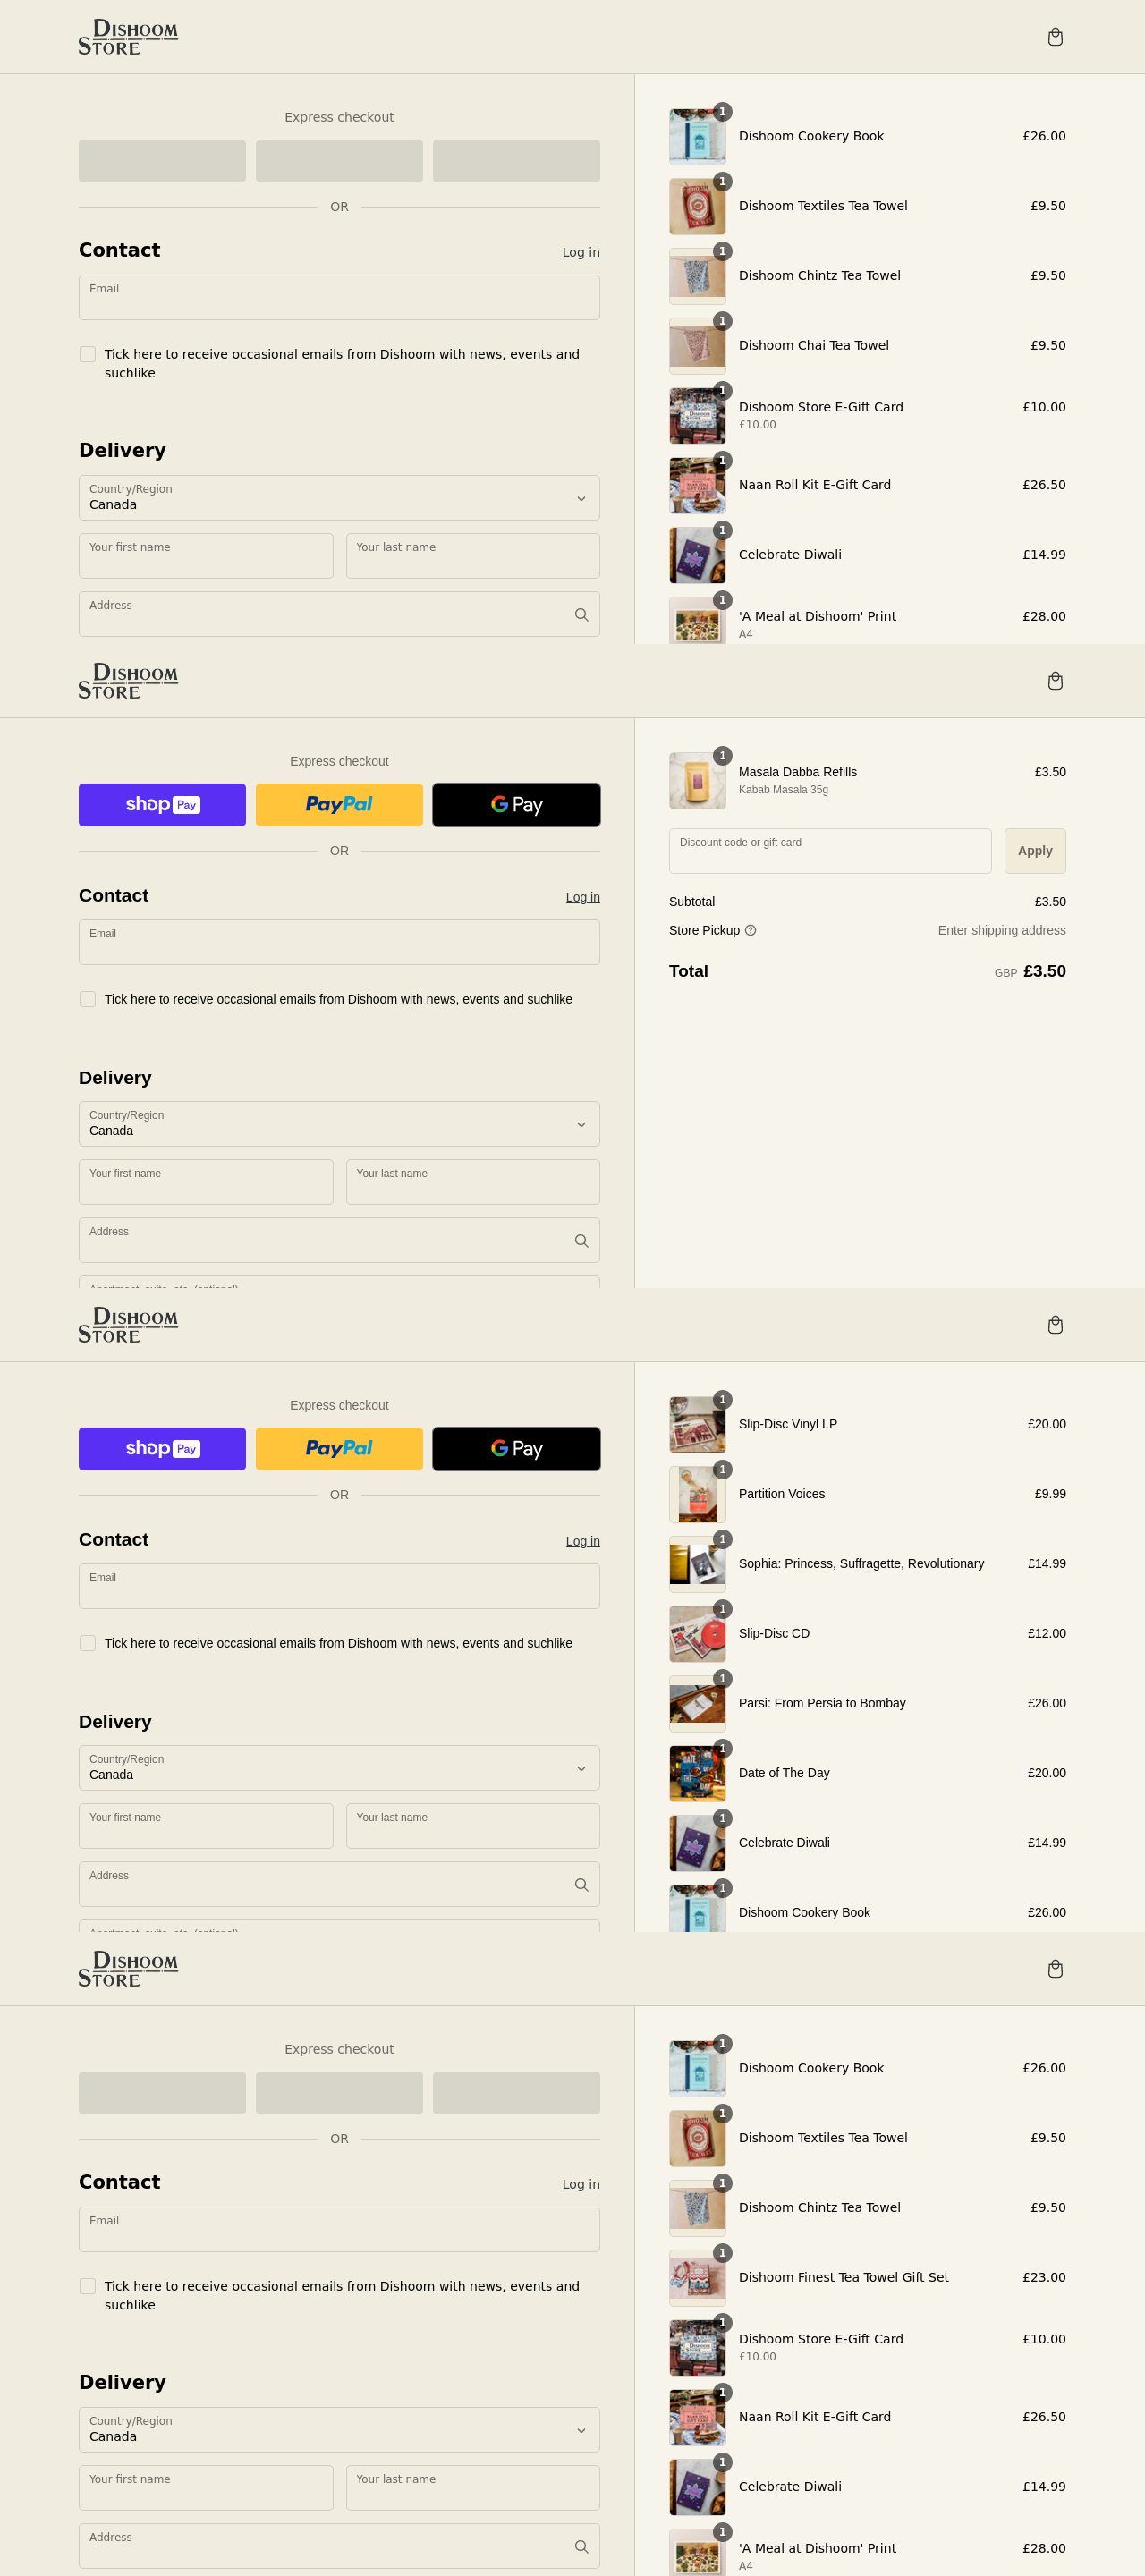 DISHOOM
STORE
Express checkout
OR
Contact
Log in
Email
Tick here to receive occasional emails from Dishoom with news, events and
suchlike
Delivery
Country/Region
Canada
Your first name
Your last name
Address
1
Dishoom Cookery Book
£26.00
1
Dishoom Textiles Tea Towel
£9.50
1
Dishoom Chintz Tea Towel
£9.50
1
Dishoom Chai Tea Towel
£9.50
1
Dishoom Store E-Gift Card
£10.00
£10.00
1
Naan Roll Kit E-Gift Card
£26.50
1
Celebrate Diwali
£14.99
1
'A Meal at Dishoom' Print
£28.00
A4
DISHOOM
STORE
Express checkout
shop Pay
PayPal
G Pay
OR
Contact
Log in
Email
Tick here to receive occasional emails from Dishoom with news, events and suchlike
Delivery
Country/Region
Canada
Your first name
Your last name
Address
Apartment, suite, etc. (optional)
1
Masala Dabba Refills
£3.50
Kabab Masala 35g
Discount code or gift card
Apply
Subtotal
£3.50
Store Pickup
Enter shipping address
Total
GBP £3.50
DISHOOM
STORE
Express checkout
shop Pay
PayPal
G Pay
OR
Contact
Log in
Email
Tick here to receive occasional emails from Dishoom with news, events and suchlike
Delivery
Country/Region
Canada
Your first name
Your last name
Address
Apartment, suite, etc. (optional)
1
Slip-Disc Vinyl LP
£20.00
1
Partition Voices
£9.99
1
Sophia: Princess, Suffragette, Revolutionary
£14.99
1
Slip-Disc CD
£12.00
1
Parsi: From Persia to Bombay
£26.00
1
Date of The Day
£20.00
1
Celebrate Diwali
£14.99
1
Dishoom Cookery Book
£26.00
DISHOOM
STORE
Express checkout
OR
Contact
Log in
Email
Tick here to receive occasional emails from Dishoom with news, events and
suchlike
Delivery
Country/Region
Canada
Your first name
Your last name
Address
1
Dishoom Cookery Book
£26.00
1
Dishoom Textiles Tea Towel
£9.50
1
Dishoom Chintz Tea Towel
£9.50
1
Dishoom Finest Tea Towel Gift Set
£23.00
1
Dishoom Store E-Gift Card
£10.00
£10.00
1
Naan Roll Kit E-Gift Card
£26.50
1
Celebrate Diwali
£14.99
1
'A Meal at Dishoom' Print
£28.00
A4